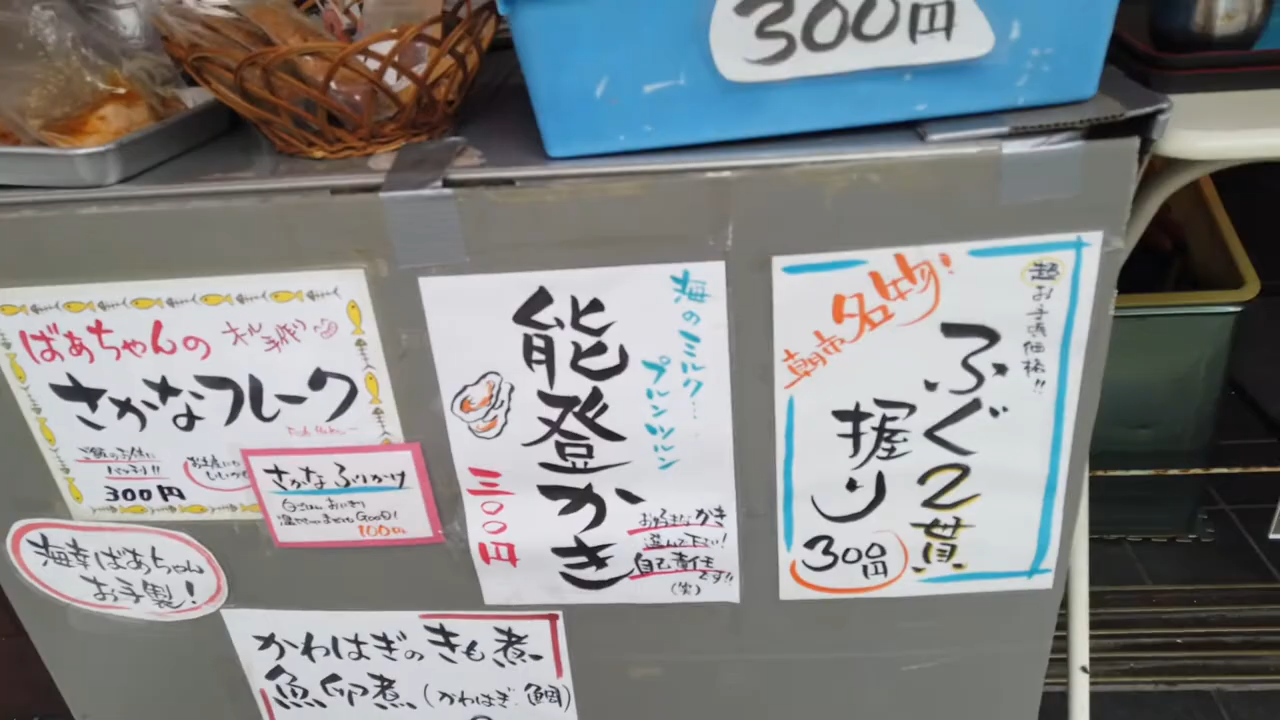 300円
ばあちゃんの
さかなフレーク
ご飯のお供に
バッチリ!!
300円
さかなふりかけ
100円
海幸ばあちゃん
お手製!
海のミルク…
プルンツルン
能登かき
三〇〇円
お好きなかき
選んで下さい!
自己責任
です!!
(笑)
超お手頃価格!!
朝市名物!
ふぐ2貫
握り
300円
かわはぎのきも煮
魚卵煮(かわはぎ・鯛)